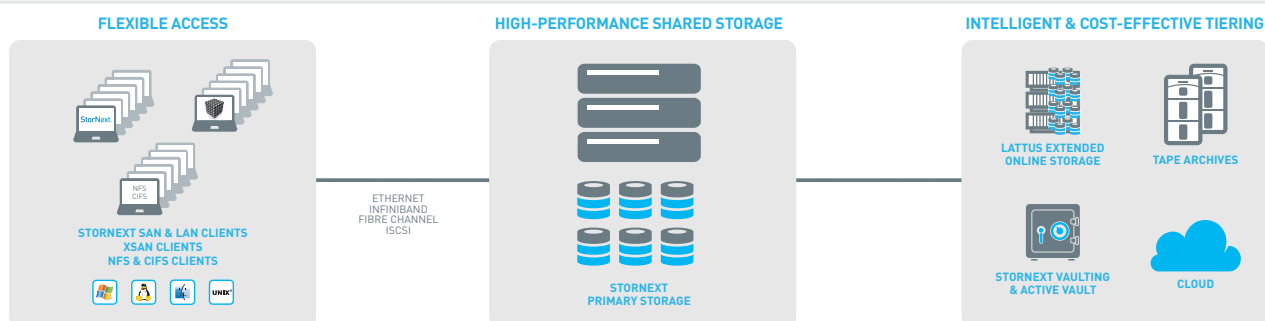 FLEXIBLE ACCESS
StorNext
NFS
CIFS
STORNEXT SAN & LAN CLIENTS
XSAN CLIENTS
NFS & CIFS CLIENTS
UNIX®
ETHERNET
INFINIBAND
FIBRE CHANNEL
ISCSI
HIGH-PERFORMANCE SHARED STORAGE
STORNEXT
PRIMARY STORAGE
INTELLIGENT & COST-EFFECTIVE TIERING
LATTUS EXTENDED
ONLINE STORAGE
TAPE ARCHIVES
STORNEXT VAULTING
& ACTIVE VAULT
CLOUD